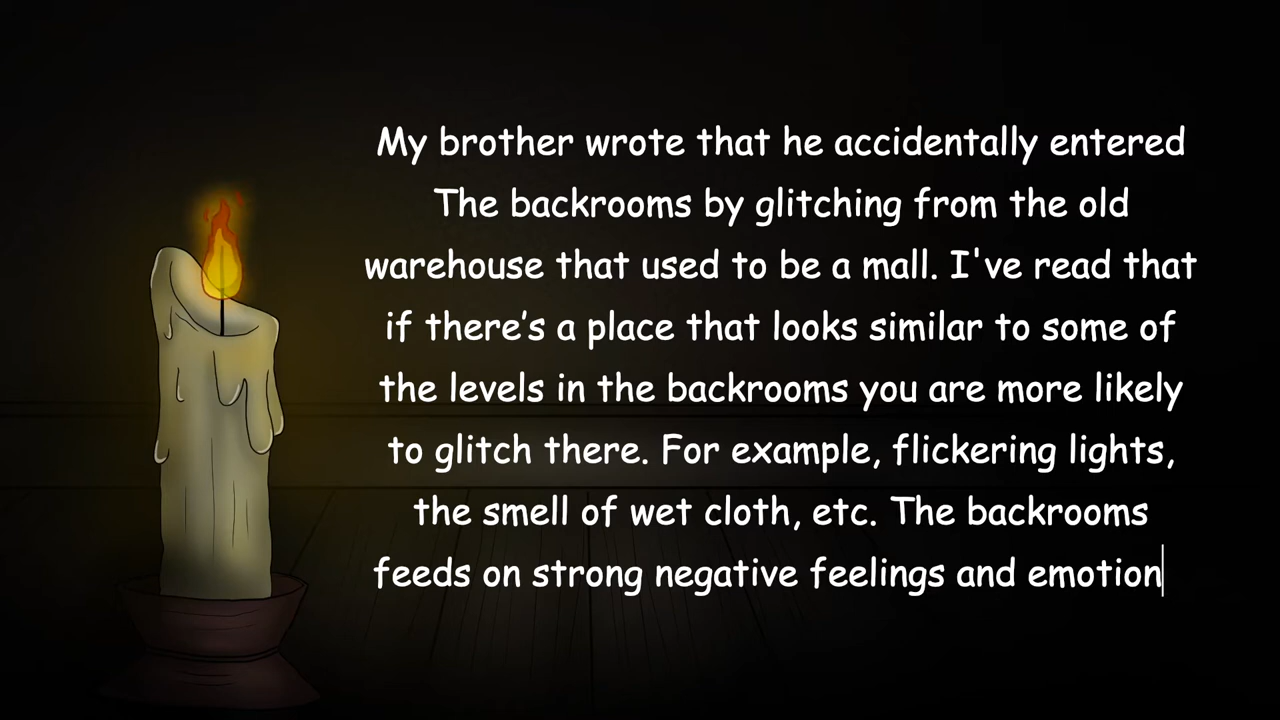 My brother wrote that he accidentally entered
The backrooms by glitching from the old
warehouse that used to be a mall. I've read that
if there’s a place that looks similar to some of
the levels in the backrooms you are more likely
to glitch there. For example, flickering lights,
the smell of wet cloth, etc. The backrooms
feeds on strong negative feelings and emotion